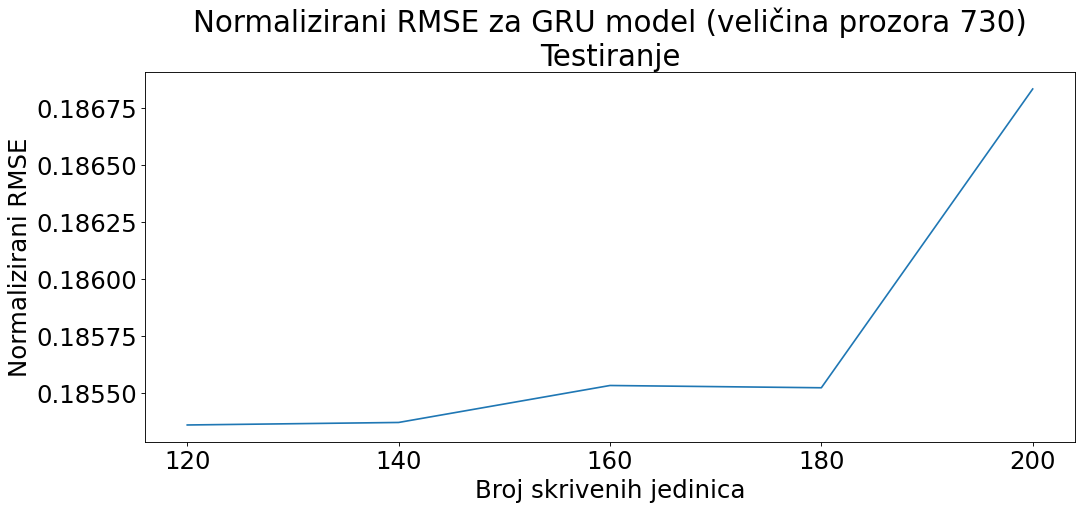 Normalizirani RMSE za GRU model (veličina prozora 730)
Testiranje
Normalizirani RMSE
0.18675
0.18650
0.18625
0.18600
0.18575
0.18550
120 140 160 180 200
Broj skrivenih jedinica